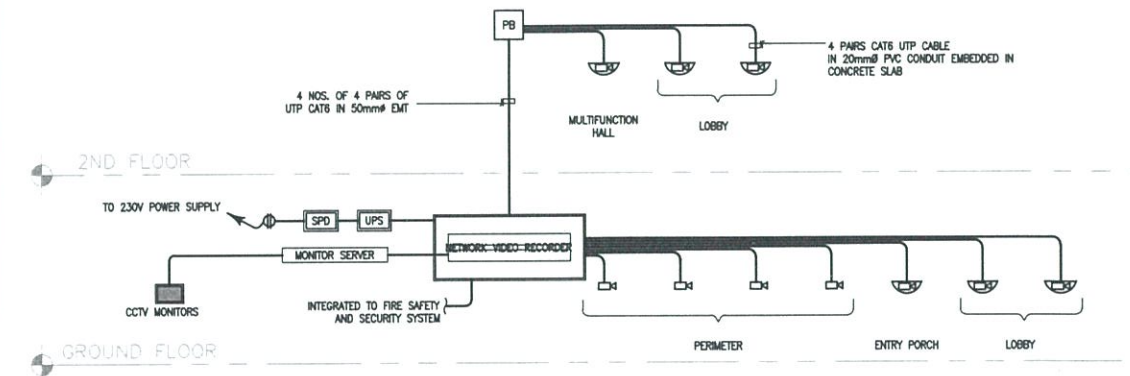 PB
4 PAIRS CAT6 UTP CABLE
IN 20mmØ PVC CONDUIT EMBEDDED IN
CONCRETE SLAB
4 NOS. OF 4 PAIRS OF
UTP CAT6 IN 50mmø EMT
MULTIFUNCTION
HALL
LOBBY
2ND FLOOR
TO 230V POWER SUPPLY
SPD
UPS
NETWORK VIDEO RECORDER
MONITOR SERVER
CCTV MONITORS
INTEGRATED TO FIRE SAFETY
AND SECURITY SYSTEM
PERIMETER
ENTRY PORCH
LOBBY
GROUND FLOOR